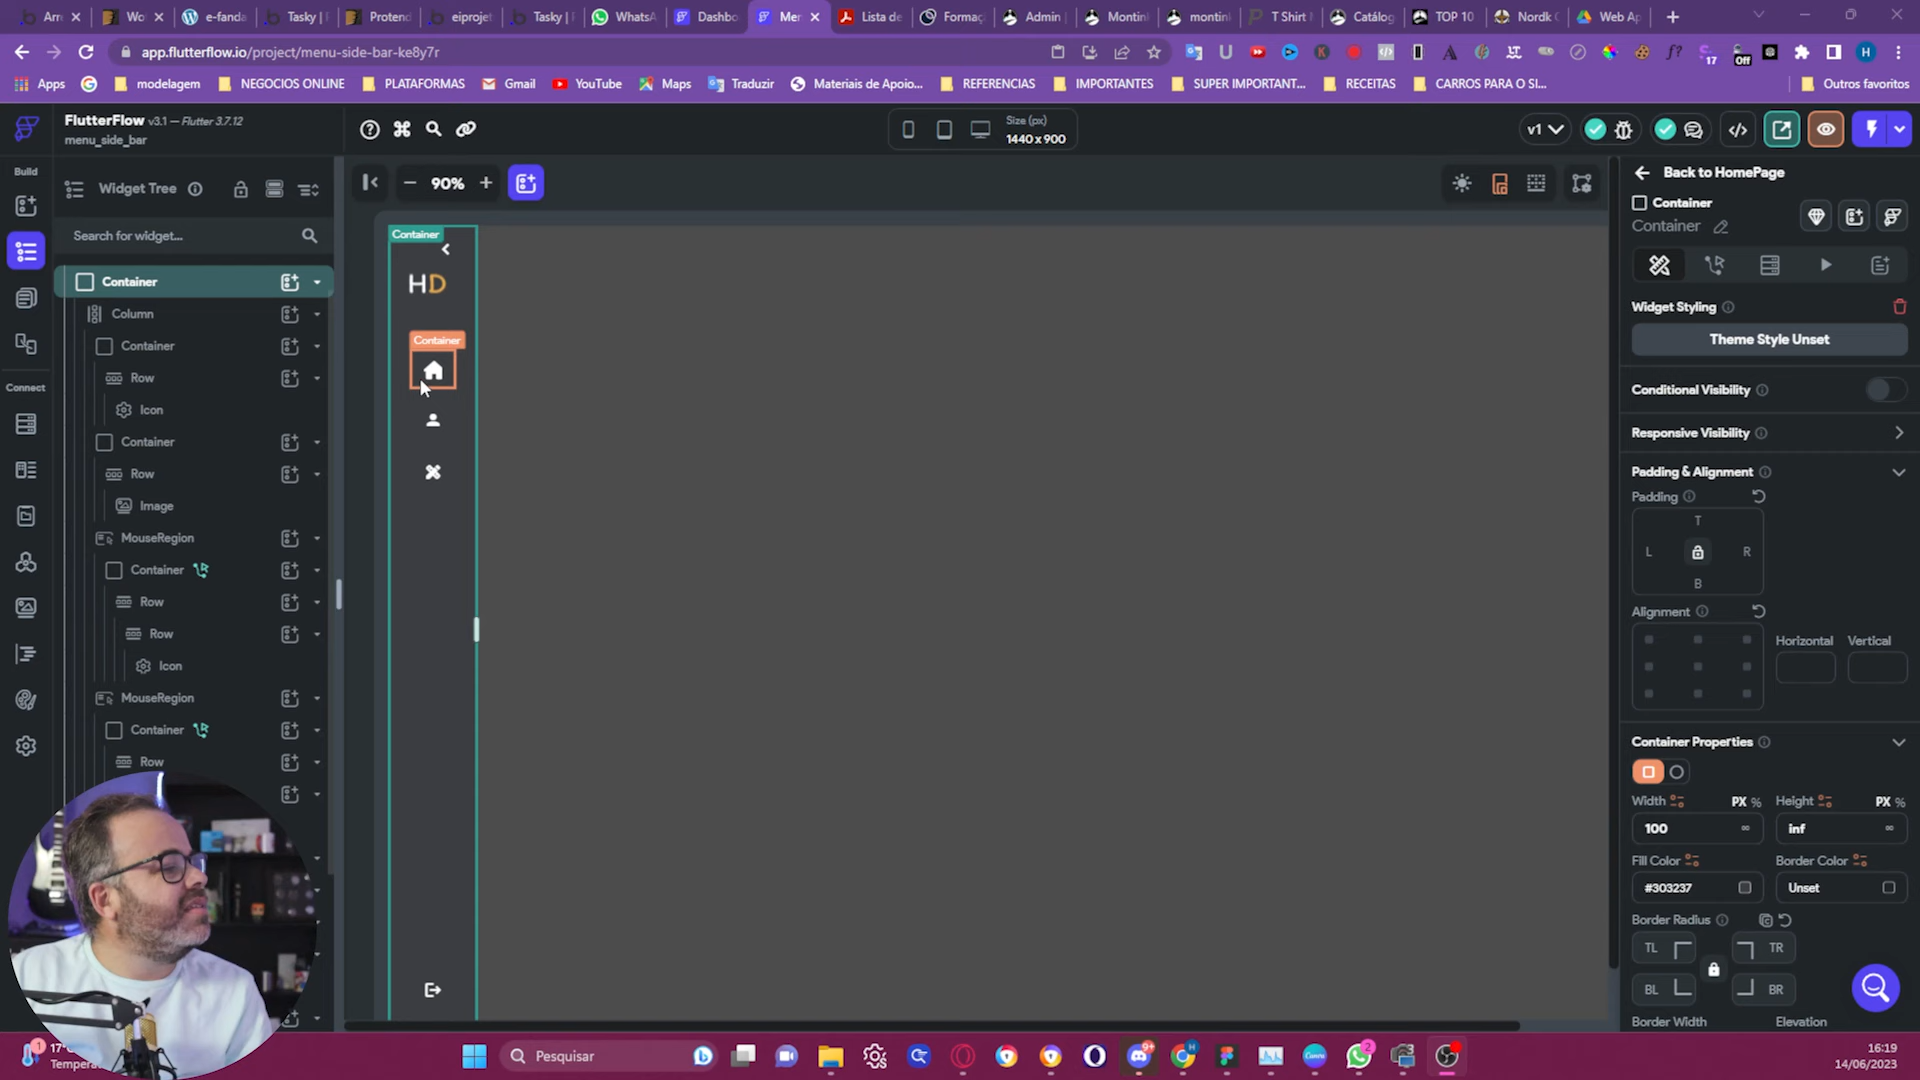 Arr
Wo
e-fanda
Tasky |
Protend
eiprojet
Tasky | F
WhatsA
Dashbo
Mer
Lista de
Formaç
Admin |
Montin
montin
T Shirt
Catálog
TOP 10
Nordk
Web Ap
app.flutterflow.io/project/menu-side-bar-ke8y7r
17
Off
H
Apps
modelagem
NEGOCIOS ONLINE
PLATAFORMAS
Gmail
YouTube
Maps
Traduzir
Materiais de Apoio...
REFERENCIAS
IMPORTANTES
SUPER IMPORTANT...
RECEITAS
CARROS PARA O SI...
Outros favoritos
FlutterFlow v3.1 — Flutter 3.7.12
menu_side_bar
Size (px)
1440 x 900
v1
Build
Connect
Widget Tree
Search for widget...
Container
Column
Container
Row
Icon
Container
Row
Image
MouseRegion
Container
Row
Row
Icon
MouseRegion
Container
Row
90%
Container
HD
Container
Back to HomePage
Container
Container
Widget Styling
Theme Style Unset
Conditional Visibility
Responsive Visibility
Padding & Alignment
Padding
T
L
R
B
Alignment
Horizontal
Vertical
Container Properties
Width
PX %
Height
PX %
100
inf
Fill Color
Border Color
#303237
Unset
Border Radius
TL
TR
BL
BR
Border Width
Elevation
1
17°
Tempera
Pesquisar
9+
2
16:19
14/06/2023